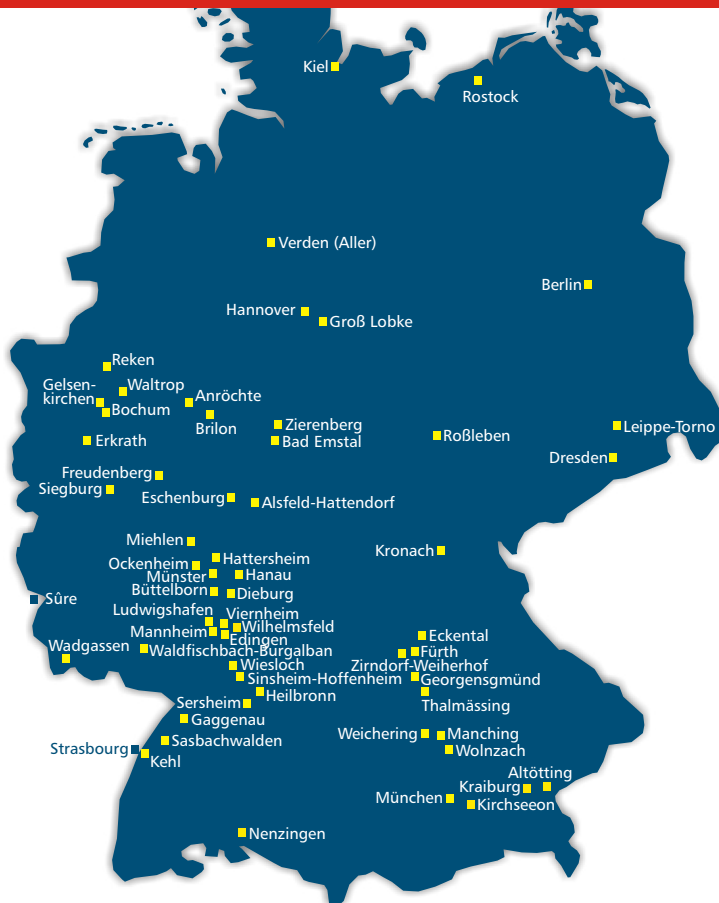 Kiel
Rostock
Verden (Aller)
Berlin
Hannover
Groß Lobke
Reken
Gelsen-
kirchen
Waltrop
Anröchte
Bochum
Brilon
Zierenberg
Leippe-Torno
Erkrath
Bad Emstal
Roßleben
Dresden
Freudenberg
Siegburg
Eschenburg
Alsfeld-Hattendorf
Miehlen
Kronach
Hattersheim
Ockenheim
Münster
Hanau
Büttelborn
Dieburg
Sûre
Ludwigshafen
Viernheim
Wilhelmsfeld
Mannheim
Edingen
Eckental
Wadgassen
Waldfischbach-Burgalban
Fürth
Wiesloch
Zirndorf-Weiherhof
Sinsheim-Hoffenheim
Georgensgmünd
Heilbronn
Sersheim
Thalmässing
Gaggenau
Weichering
Manching
Sasbachwalden
Strasbourg
Wolnzach
Kehl
Altötting
Kraiburg
München
Kirchseeon
Nenzingen